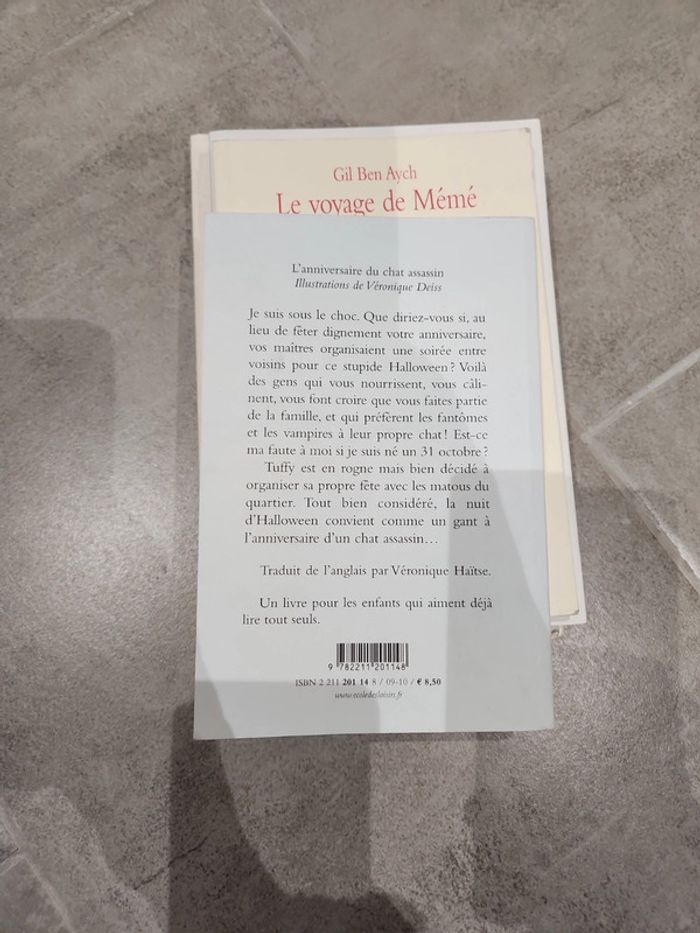 Gil Ben Aych
Le voyage de Mémé
L'anniversaire du chat assassin
Illustrations de Véronique Deiss
Je suis sous le choc. Que diriez-vous si, au
lieu de fêter dignement votre anniversaire,
vos maîtres organisaient une soirée entre
voisins pour ce stupide Halloween ? Voilà
des gens qui vous nourrissent, vous câli-
nent, vous font croire que vous faites partie
de la famille, et qui préfèrent les fantômes
et les vampires à leur propre chat ! Est-ce
ma faute à moi si je suis né un 31 octobre ?
Tuffy est en rogne mais bien décidé à
organiser sa propre fête avec les matous du
quartier. Tout bien considéré, la nuit
d'Halloween convient comme un gant à
l'anniversaire d'un chat assassin…
Traduit de l'anglais par Véronique Haïtse.
Un livre pour les enfants qui aiment déjà
lire tout seuls.
9 782211 201148
ISBN 2 211 201 14 8 / 09-10 / € 8,50
www.ecoledesloisirs.fr